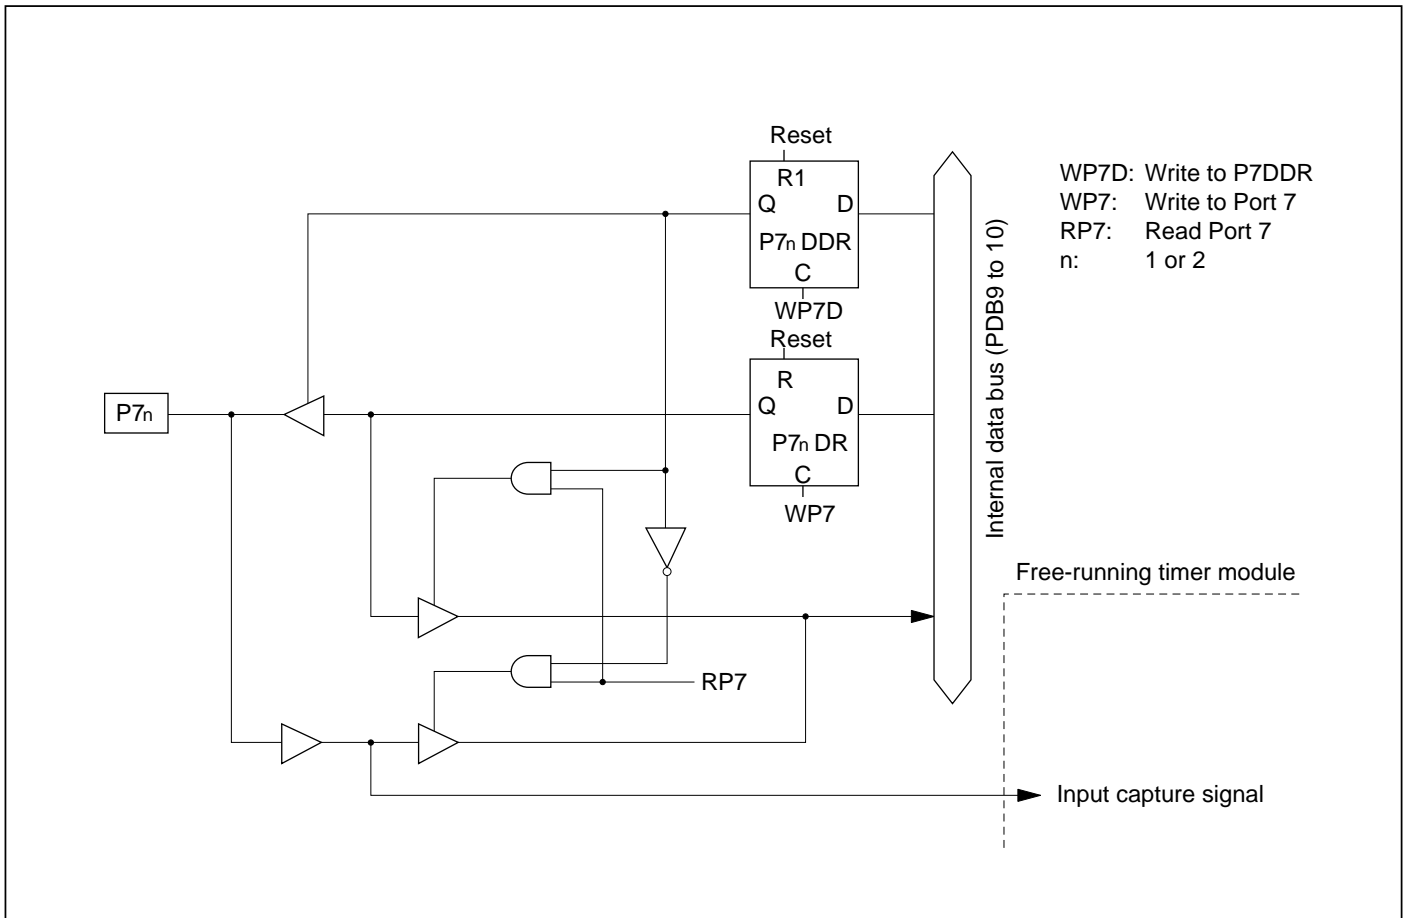 Reset
R1
Q D
P7n DDR
C
WP7D
Reset
R
Q D
P7n DR
C
WP7
P7n
RP7
Internal data bus (PDB9 to 10)
WP7D: Write to P7DDR
WP7: Write to Port 7
RP7: Read Port 7
n: 1 or 2
Free-running timer module
Input capture signal